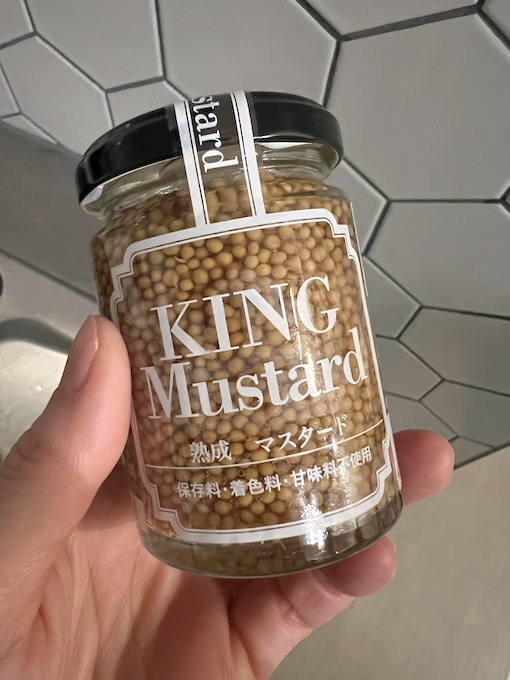 stard
KING
Mustard
熟成 マスタード
保存料・着色料・甘味料不使用